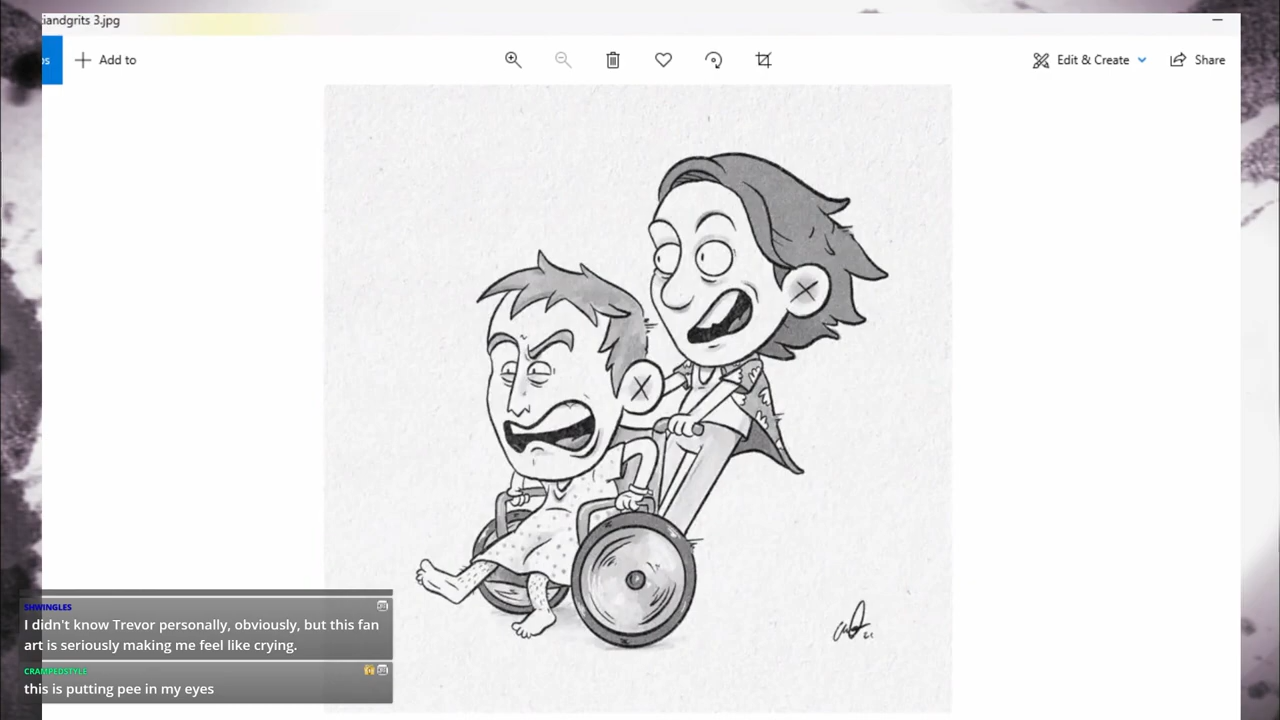 iandgrits 3.jpg
Add to
Edit & Create
Share
SHWINGLES
I didn't know Trevor personally, obviously, but this fan
art is seriously making me feel like crying.
CRAMPEDSTYLE
this is putting pee in my eyes